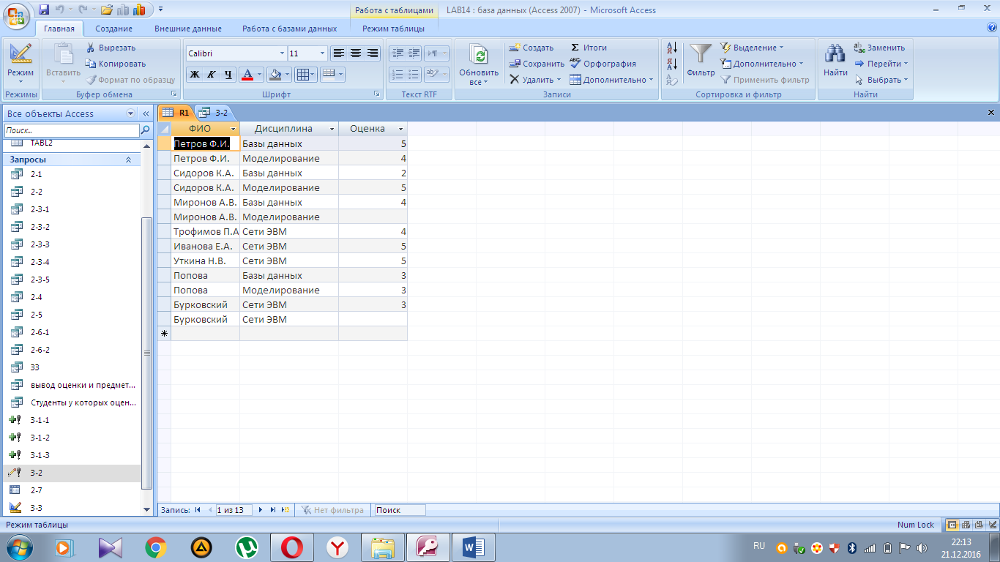 Работа с таблицами
LAB14 : база данных (Access 2007) - Microsoft Access
Главная Создание Внешние данные Работа с базами данных Режим таблицы
Режим
Режимы
Вставить
Вырезать
Копировать
Формат по образцу
Буфер обмена
Calibri 11
Ж К Ч А
Шрифт
Текст RTF
Обновить все
Создать
Сохранить
Удалить
Итоги
Орфография
Дополнительно
Записи
Фильтр
Выделение
Дополнительно
Применить фильтр
Сортировка и фильтр
Найти
Заменить
Перейти
Выбрать
Найти
Все объекты Access
Поиск...
TABL2
Запросы
2-1
2-2
2-3-1
2-3-2
2-3-3
2-3-4
2-3-5
2-4
2-5
2-6-1
2-6-2
33
вывод оценки и предмет...
Студенты у которых оцен...
3-1-1
3-1-2
3-1-3
3-2
2-7
3-3
R1 3-2
ФИО Дисциплина Оценка
Петров Ф.И. Базы данных 5
Петров Ф.И. Моделирование 4
Сидоров К.А. Базы данных 2
Сидоров К.А. Моделирование 5
Миронов А.В. Базы данных 4
Миронов А.В. Моделирование
Трофимов П.А Сети ЭВМ 4
Иванова Е.А. Сети ЭВМ 5
Уткина Н.В. Сети ЭВМ 5
Попова Базы данных 3
Попова Моделирование 3
Бурковский Сети ЭВМ 3
Бурковский Сети ЭВМ
Запись: 1 из 13 Нет фильтра Поиск
Режим таблицы Num Lock
RU
22:13
21.12.2016